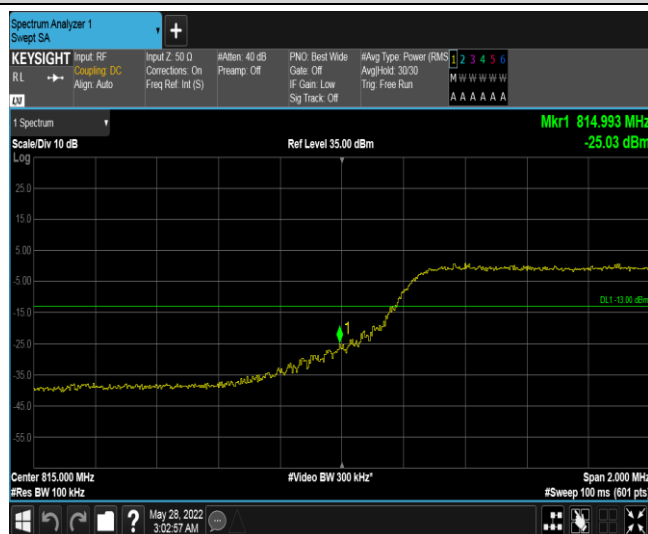 Spectrum Analyzer 1
Swept SA
+
KEYSIGHT Input: RF Input Z: 50 Ω #Atten: 40 dB PNO: Best Wide #Avg Type: Power (RMS 1 2 3 4 5 6
RL Coupling: DC Corrections: On Preamp: Off Gate: Off Avg|Hold: 30/30 M W W W W W
Align: Auto Freq Ref: Int (S) IF Gain: Low Trig: Free Run
Sig Track: Off A A A A A A
LXI
1 Spectrum Mkr1 814.993 MHz
Scale/Div 10 dB Ref Level 35.00 dBm -25.03 dBm
Log
25.0
15.0
5.00
-5.00
DL1 -13.00 dBm
-15.0
1
-25.0
-35.0
-45.0
-55.0
Center 815.000 MHz #Video BW 300 kHz* Span 2.000 MHz
#Res BW 100 kHz #Sweep 100 ms (601 pts)
? May 28, 2022
3:02:57 AM